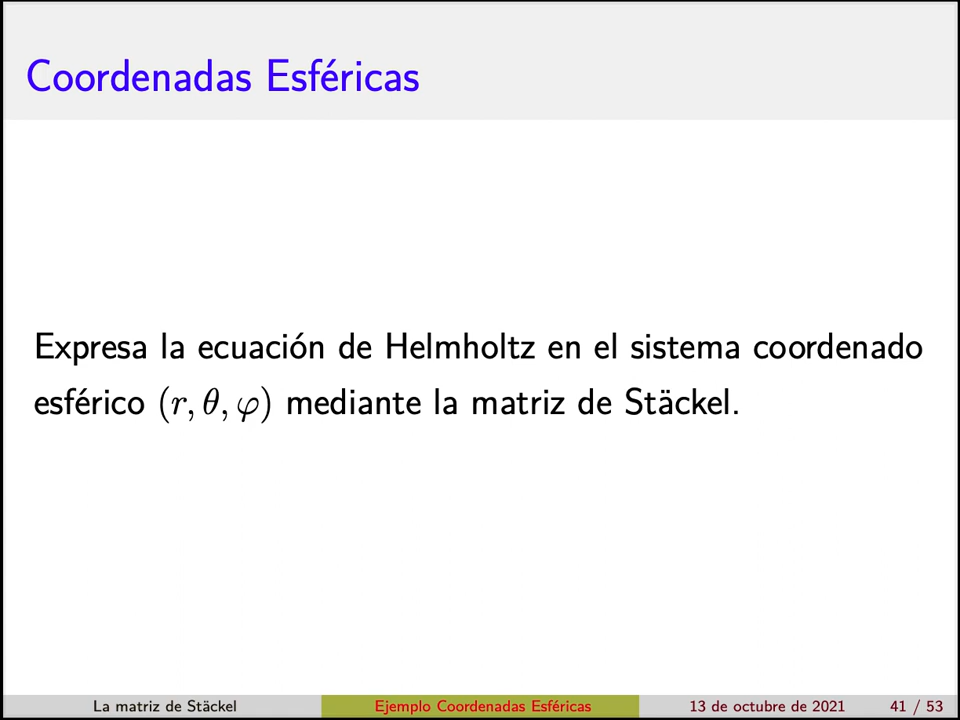 Coordenadas Esféricas
Expresa la ecuación de Helmholtz en el sistema coordenado
esférico (r, θ, φ) mediante la matriz de Stäckel.
La matriz de Stäckel Ejemplo Coordenadas Esféricas 13 de octubre de 2021 41 / 53